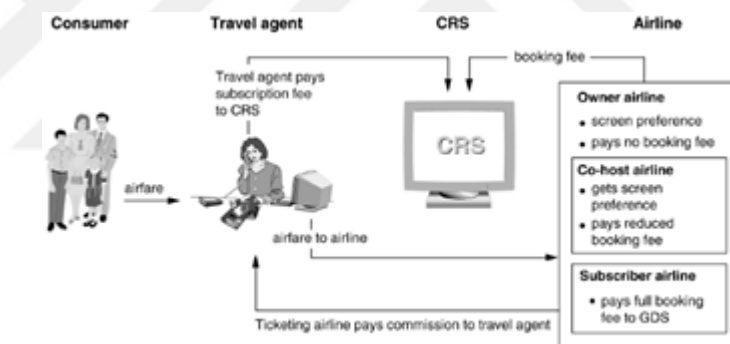 Consumer
Travel agent
CRS
Airline
booking fee
Travel agent pays
subscription fee
to CRS
CRS
airfare
airfare to airline
Owner airline
• screen preference
• pays no booking fee
Co-host airline
• gets screen
preference
• pays reduced
booking fee
Subscriber airline
• pays full booking
fee to GDS
Ticketing airline pays commission to travel agent